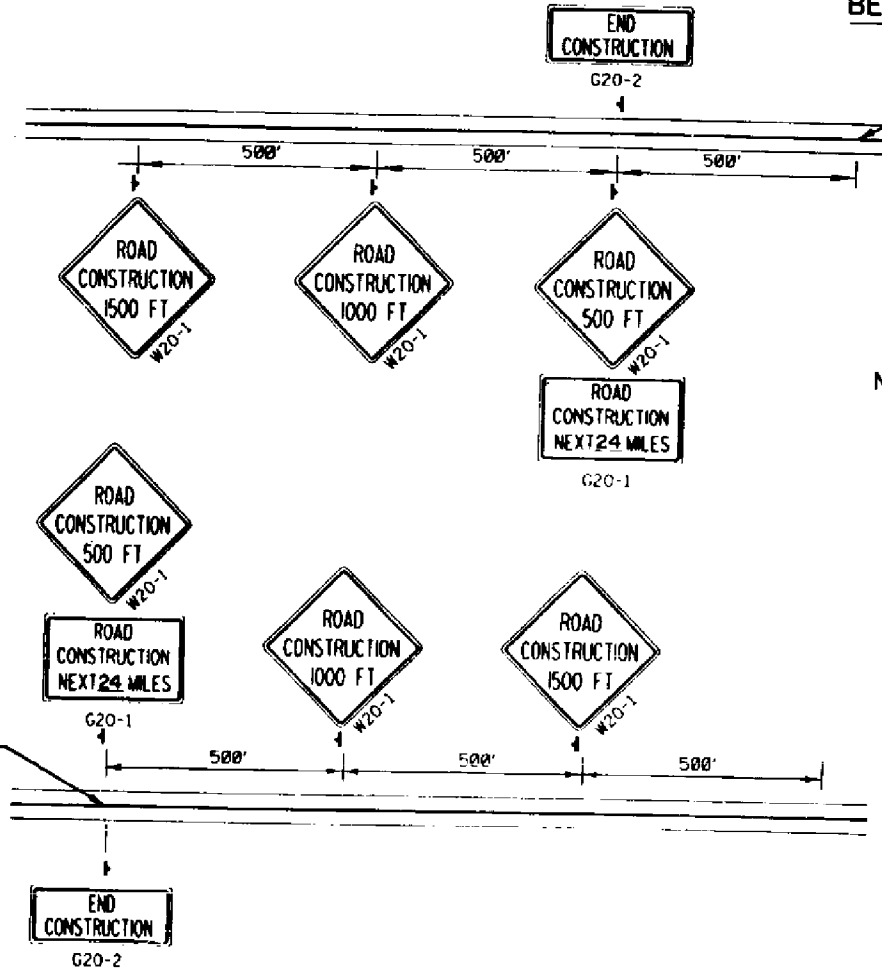 BE
END
CONSTRUCTION
G20-2
500'
500'
500'
ROAD
CONSTRUCTION
1500 FT
W20-1
ROAD
CONSTRUCTION
1000 FT
W20-1
ROAD
CONSTRUCTION
500 FT
W20-1
ROAD
CONSTRUCTION
NEXT 24 MILES
G20-1
N
ROAD
CONSTRUCTION
500 FT
W20-1
ROAD
CONSTRUCTION
NEXT 24 MILES
G20-1
ROAD
CONSTRUCTION
1000 FT
W20-1
ROAD
CONSTRUCTION
1500 FT
W20-1
500'
500'
500'
END
CONSTRUCTION
G20-2